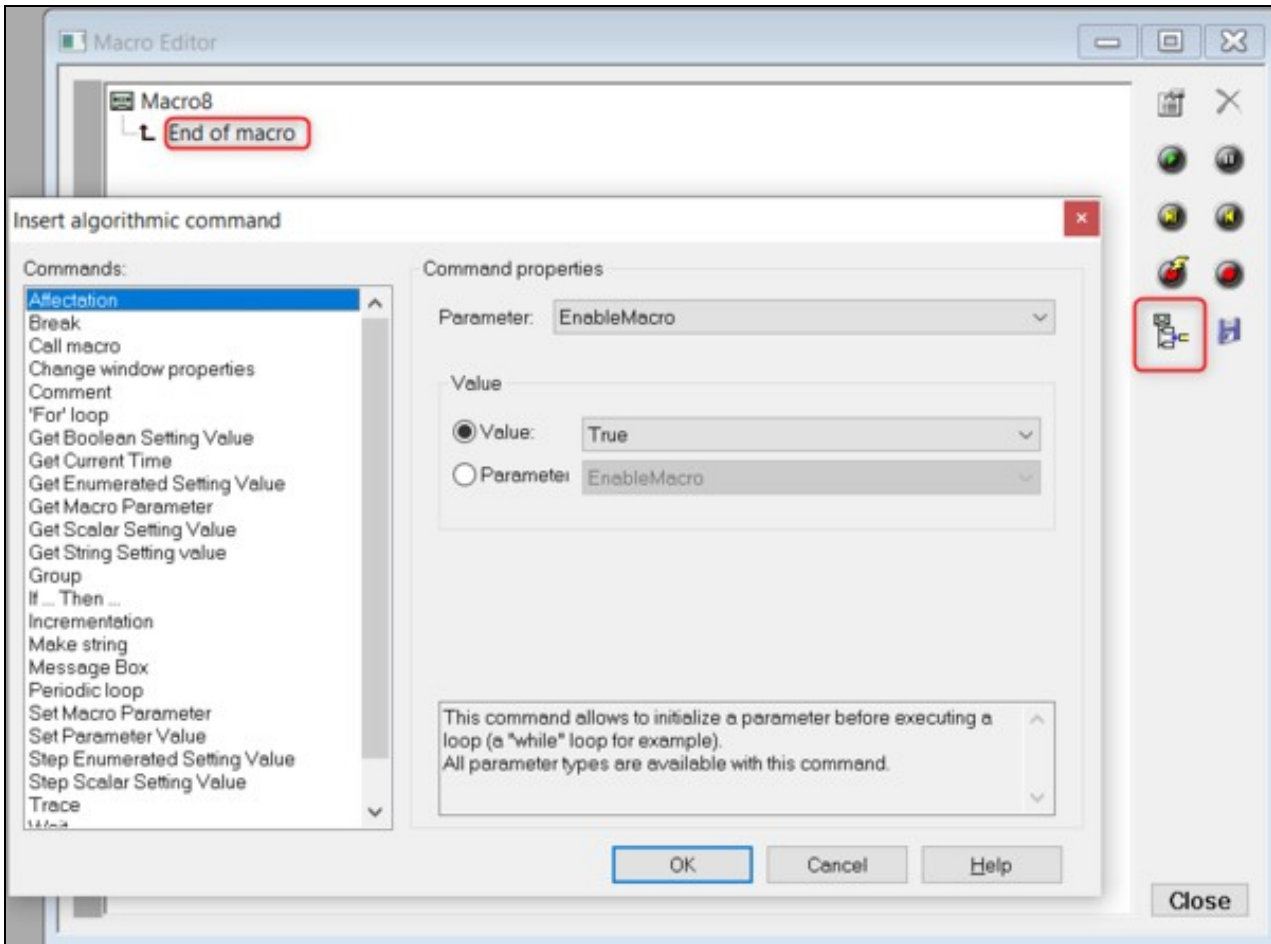 Macro Editor
Macro8
End of macro
Insert algorithmic command
Commands:
Affectation
Break
Call macro
Change window properties
Comment
'For' loop
Get Boolean Setting Value
Get Current Time
Get Enumerated Setting Value
Get Macro Parameter
Get Scalar Setting Value
Get String Setting value
Group
If ... Then ...
Incrementation
Make string
Message Box
Periodic loop
Set Macro Parameter
Set Parameter Value
Step Enumerated Setting Value
Step Scalar Setting Value
Trace
Wait
Command properties
Parameter: EnableMacro
Value
Value: True
Parameter EnableMacro
This command allows to initialize a parameter before executing a
loop (a "while" loop for example).
All parameter types are available with this command.
OK Cancel Help
Close